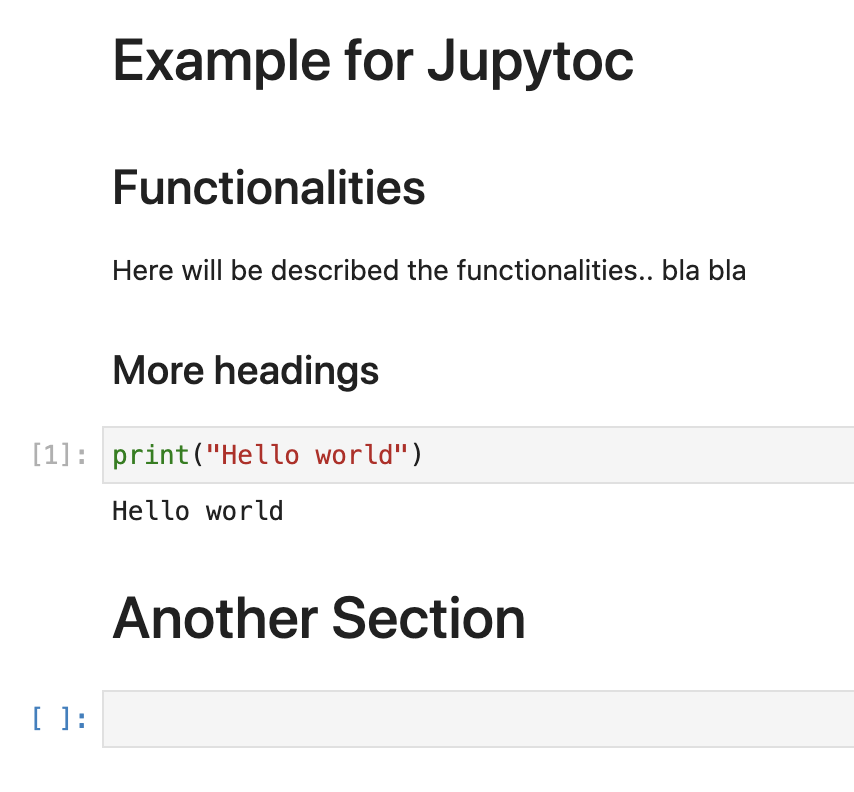 Example for Jupytoc
Functionalities
Here will be described the functionalities.. bla bla
More headings
[1]: print("Hello world")
Hello world
Another Section
[ ]: